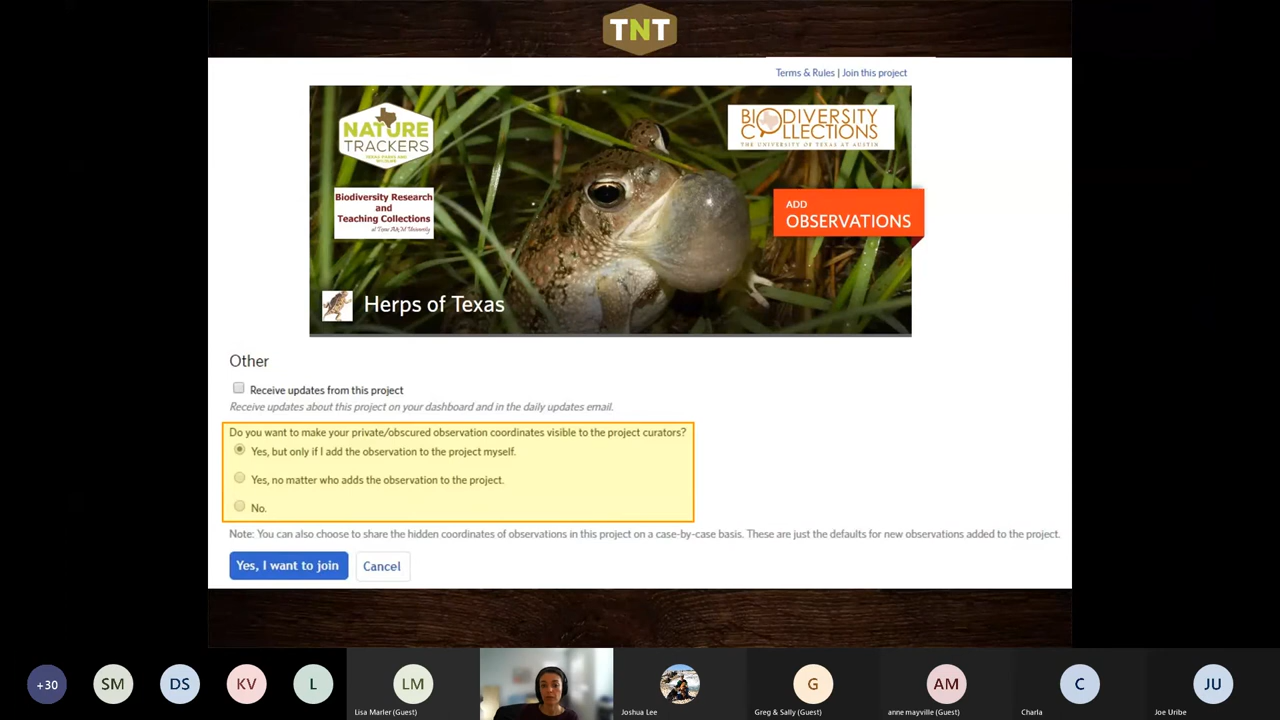 TNT
Terms & Rules | Join this project
NATURE
TRACKERS
TEXAS PARKS AND
WILDLIFE
BIODIVERSITY
COLLECTIONS
THE UNIVERSITY OF TEXAS AT AUSTIN
Biodiversity Research
and
Teaching Collections
at Texas A&M University
ADD
OBSERVATIONS
Herps of Texas
Other
Receive updates from this project
Receive updates about this project on your dashboard and in the daily updates email.
Do you want to make your private/obscured observation coordinates visible to the project curators?
Yes, but only if I add the observation to the project myself.
Yes, no matter who adds the observation to the project.
No.
Note: You can also choose to share the hidden coordinates of observations in this project on a case-by-case basis. These are just the defaults for new observations added to the project.
Yes, I want to join
Cancel
+30
SM
DS
KV
L
LM
G
AM
C
JU
Lisa Marler (Guest)
Joshua Lee
Greg & Sally (Guest)
anne mayville (Guest)
Charla
Joe Uribe